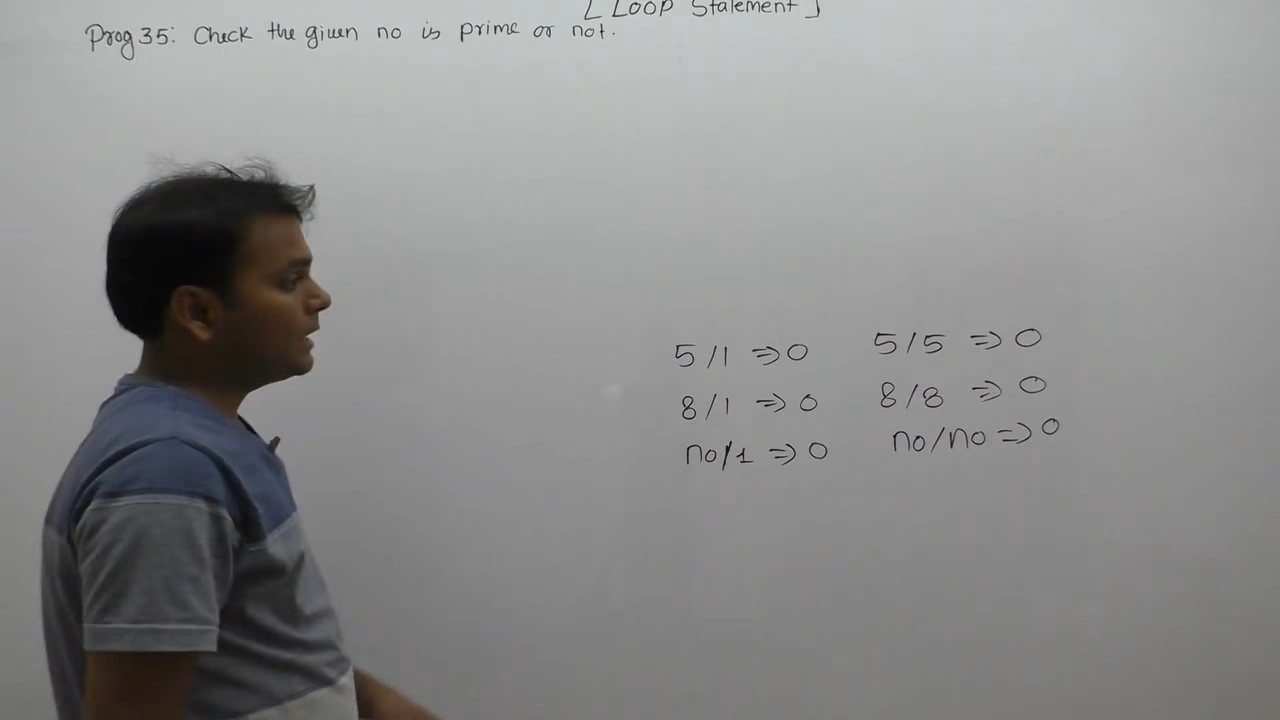 [ Loop Statement ]
Prog 35: Check the given no is prime or not.
5/1 => 0 5/5 => 0
8/1 => 0 8/8 => 0
no/1 => 0 no/no => 0